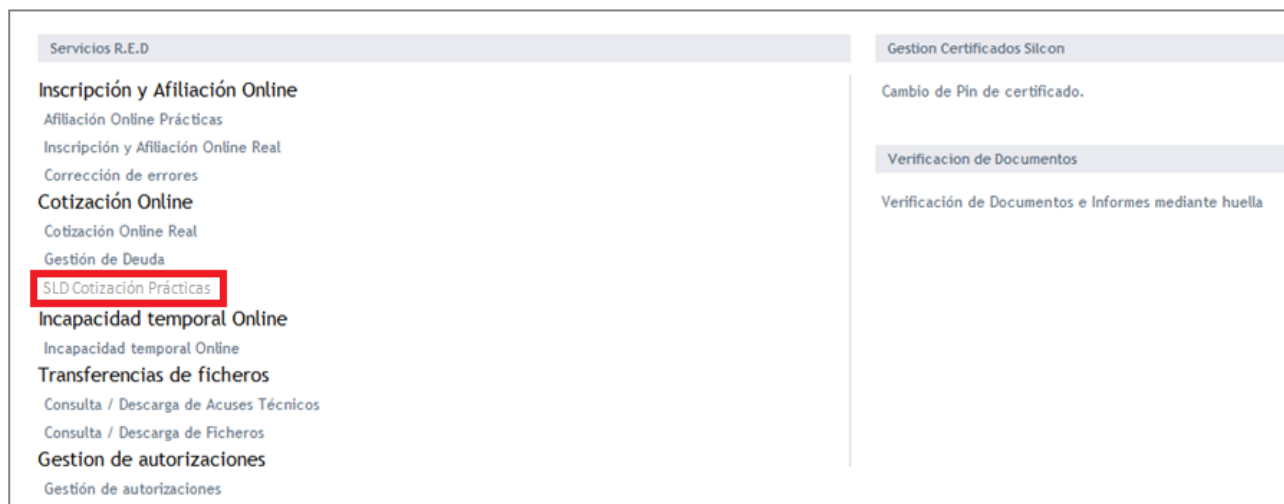 Servicios R.E.D
Inscripción y Afiliación Online
Afiliación Online Prácticas
Inscripción y Afiliación Online Real
Corrección de errores
Cotización Online
Cotización Online Real
Gestión de Deuda
SLD Cotización Prácticas
Incapacidad temporal Online
Incapacidad temporal Online
Transferencias de ficheros
Consulta / Descarga de Acuses Técnicos
Consulta / Descarga de Ficheros
Gestion de autorizaciones
Gestión de autorizaciones
Gestion Certificados Silcon
Cambio de Pin de certificado.
Verificacion de Documentos
Verificación de Documentos e Informes mediante huella